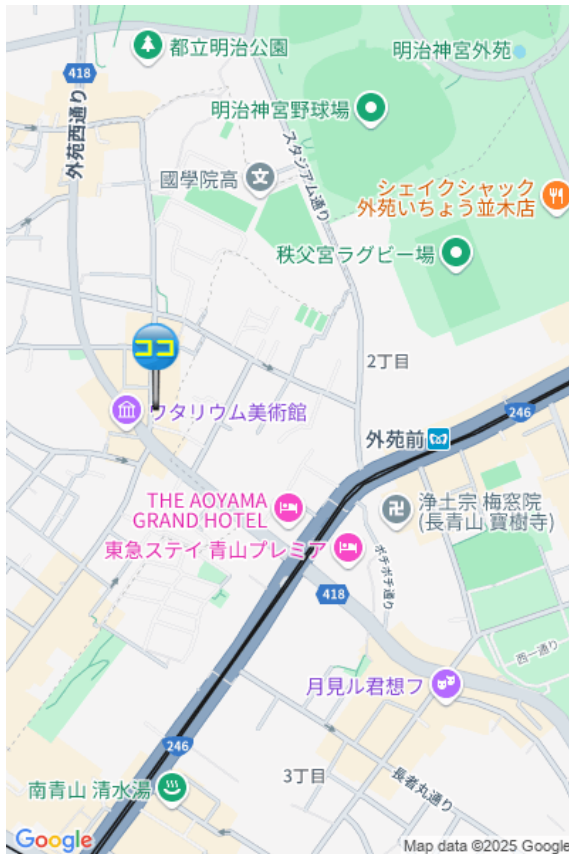 都立明治公園
明治神宮外苑
418
外苑西通り
明治神宮野球場
スタジアム通り
國學院高
文
シェイクシャック
外苑いちょう並木店
秩父宮ラグビー場
ココ
2丁目
246
ワタリウム美術館
外苑前
THE AOYAMA
GRAND HOTEL
浄土宗 梅窓院
(長青山 寶樹寺)
東急ステイ 青山プレミア
ポチポチ通り
418
西一通り
月見ル君想フ
246
3丁目
南青山 清水湯
長者丸通り
Google
Map data ©2025 Google